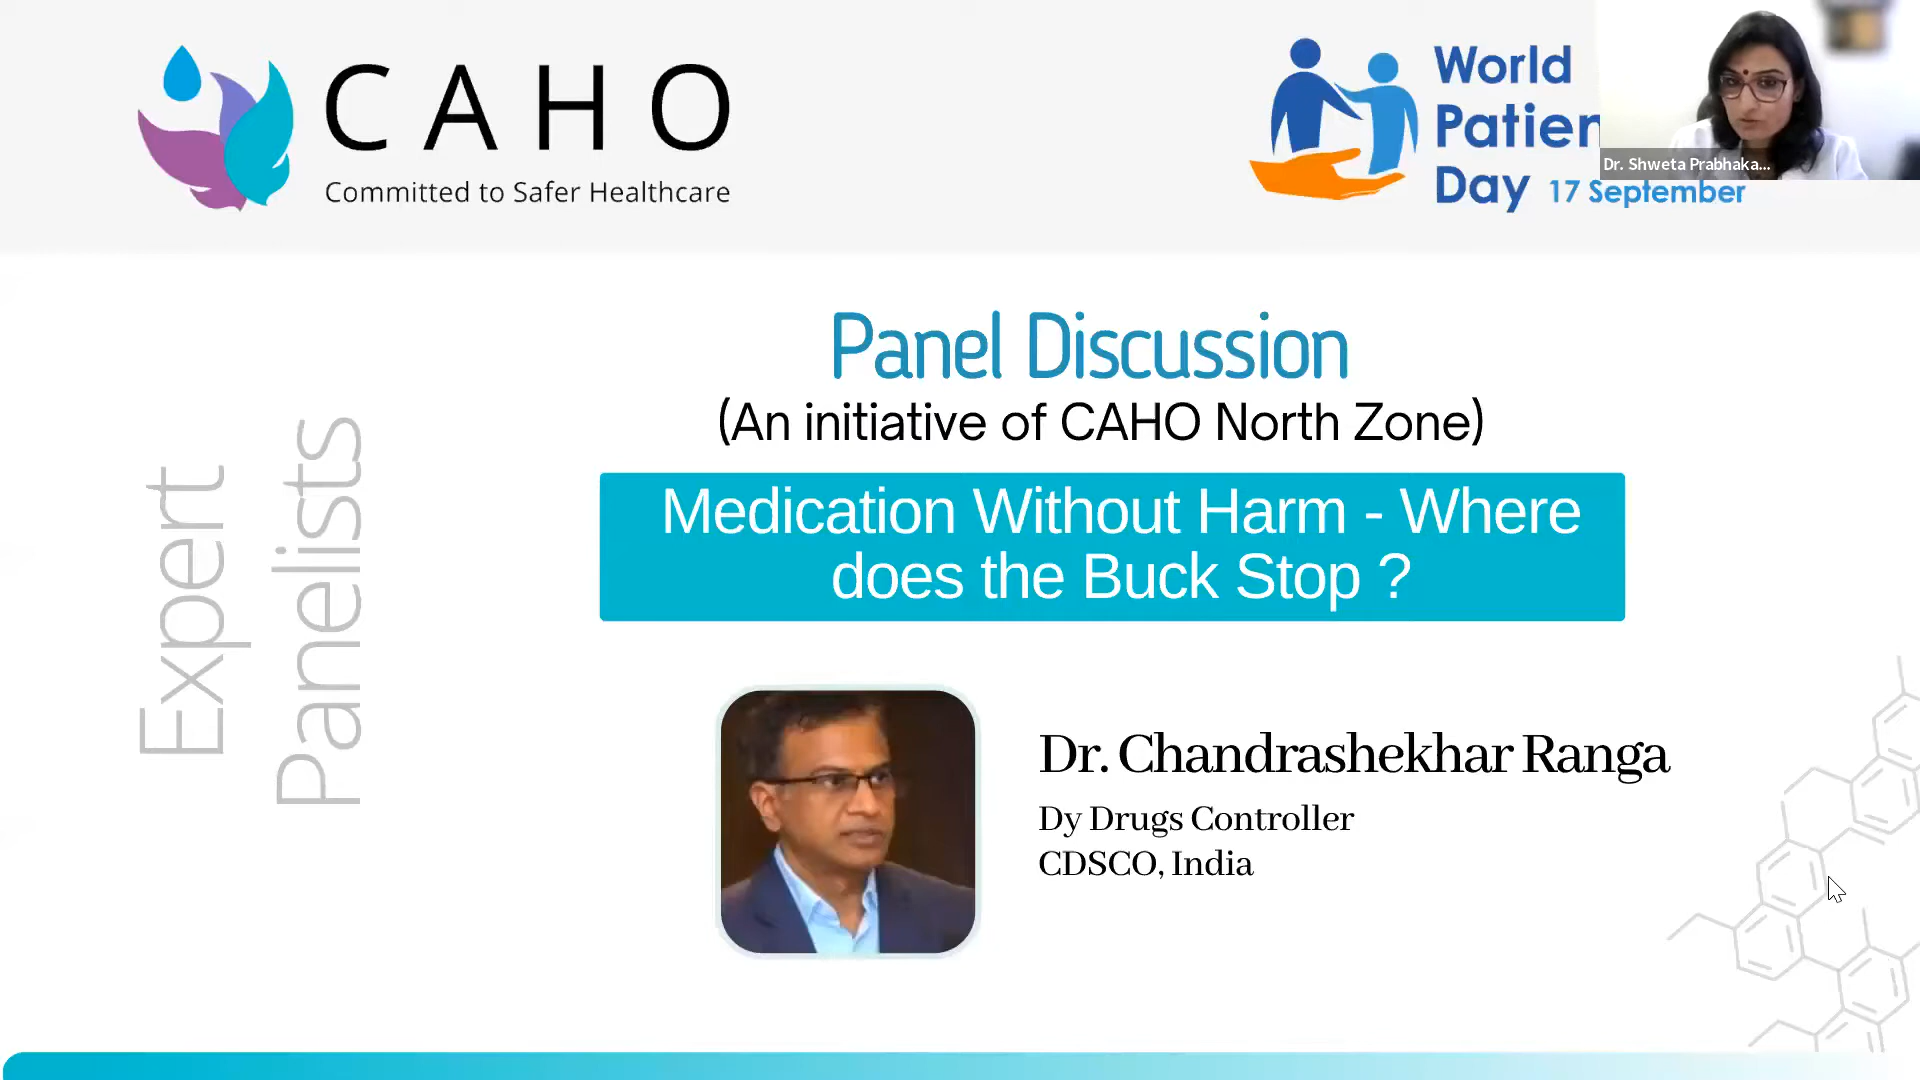 CAHO
Committed to Safer Healthcare
World
Patien
Day 17 September
Dr. Shweta Prabhaka...
Panel Discussion
(An initiative of CAHO North Zone)
Medication Without Harm - Where
does the Buck Stop ?
Expert
Panelists
Dr. Chandrashekhar Ranga
Dy Drugs Controller
CDSCO, India